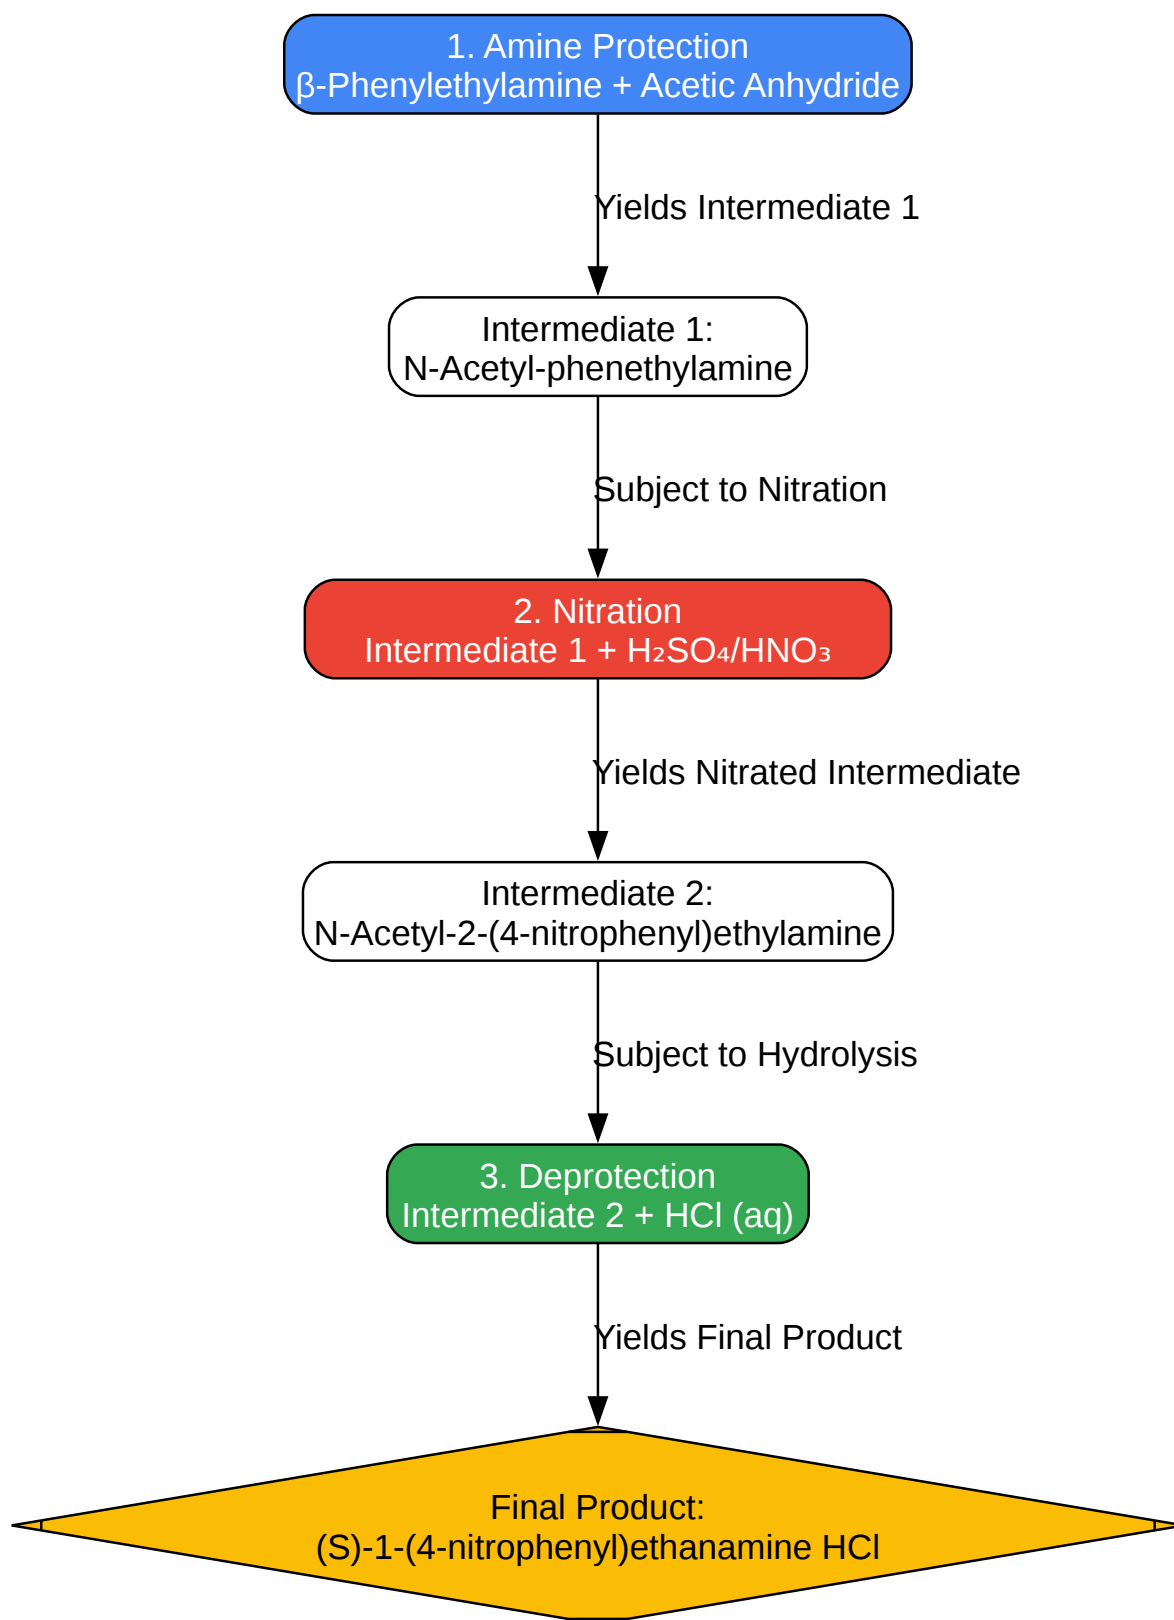 1. Amine Protection
β-Phenylethylamine + Acetic Anhydride
Yields Intermediate 1
Intermediate 1:
N-Acetyl-phenethylamine
Subject to Nitration
2. Nitration
Intermediate 1 + H₂SO₄/HNO₃
Yields Nitrated Intermediate
Intermediate 2:
N-Acetyl-2-(4-nitrophenyl)ethylamine
Subject to Hydrolysis
3. Deprotection
Intermediate 2 + HCl (aq)
Yields Final Product
Final Product:
(S)-1-(4-nitrophenyl)ethanamine HCl